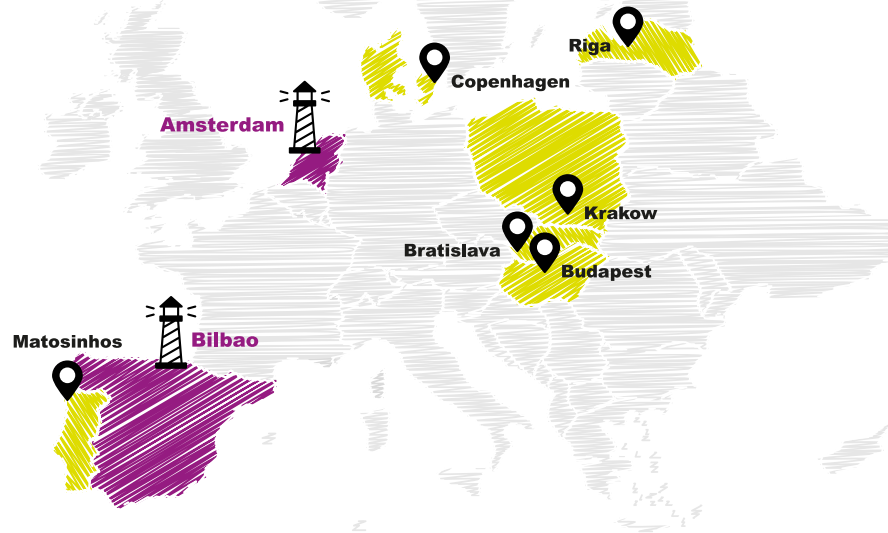 Riga
Copenhagen
Amsterdam
Krakow
Bratislava
Budapest
Bilbao
Matosinhos